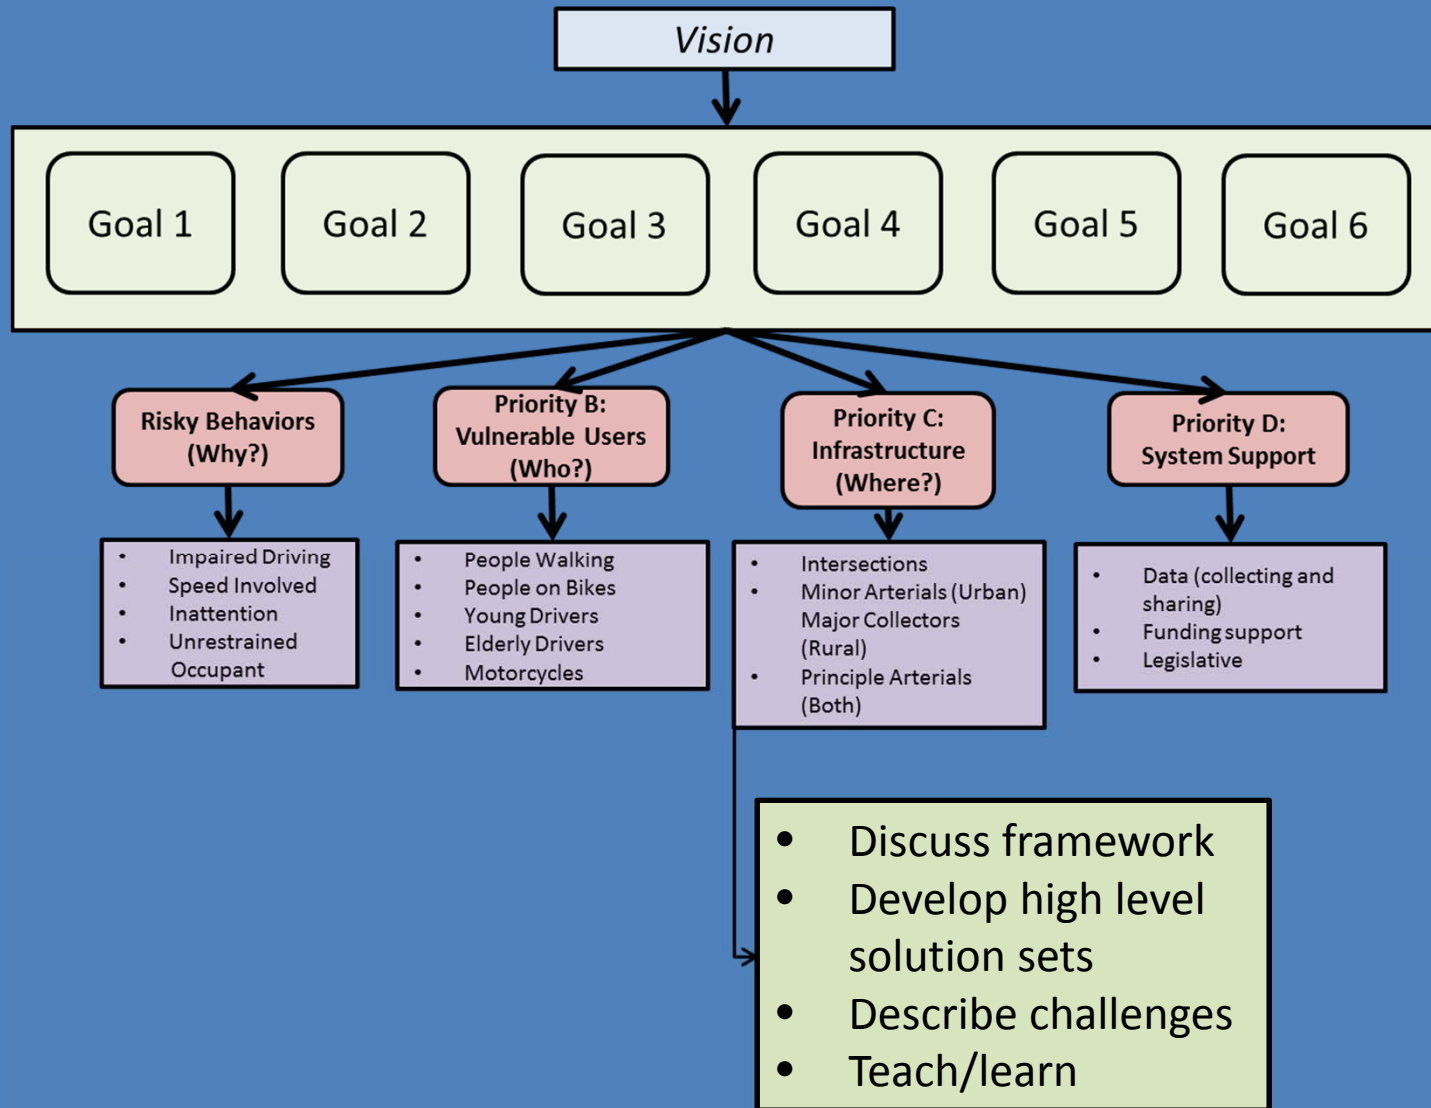 Vision
Goal 1
Goal 2
Goal 3
Goal 4
Goal 5
Goal 6
Risky Behaviors
(Why?)
• Impaired Driving
• Speed Involved
• Inattention
• Unrestrained
Occupant
Priority B:
Vulnerable Users
(Who?)
• People Walking
• People on Bikes
• Young Drivers
• Elderly Drivers
• Motorcycles
Priority C:
Infrastructure
(Where?)
• Intersections
• Minor Arterials (Urban)
Major Collectors
(Rural)
• Principle Arterials
(Both)
Priority D:
System Support
• Data (collecting and
sharing)
• Funding support
• Legislative
• Discuss framework
• Develop high level
solution sets
• Describe challenges
• Teach/learn